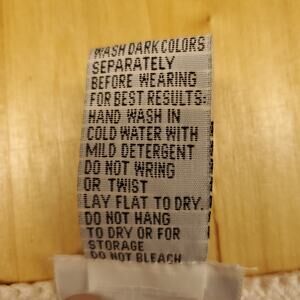 WASH DARK COLORS
SEPARATELY
BEFORE WEARING
FOR BEST RESULTS:
HAND WASH IN
COLD WATER WITH
MILD DETERGENT
DO NOT WRING
OR TWIST
LAY FLAT TO DRY.
DO NOT HANG
TO DRY OR FOR
STORAGE
DO NOT BLEACH